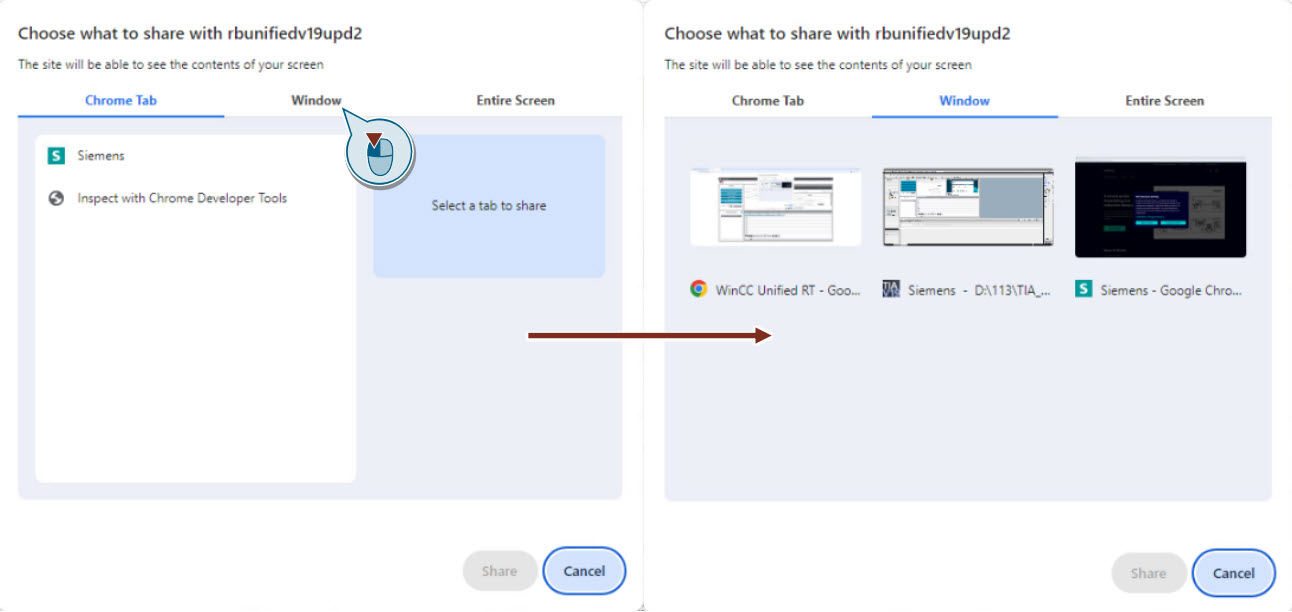 Choose what to share with rbunifiedv19upd2
The site will be able to see the contents of your screen
Chrome Tab
Window
Entire Screen
S
Siemens
Inspect with Chrome Developer Tools
Select a tab to share
Share
Cancel
Choose what to share with rbunifiedv19upd2
The site will be able to see the contents of your screen
Chrome Tab
Window
Entire Screen
WinCC Unified RT - Goo...
TIA
Siemens - D:\113\TIA_...
S
Siemens - Google Chro...
Share
Cancel